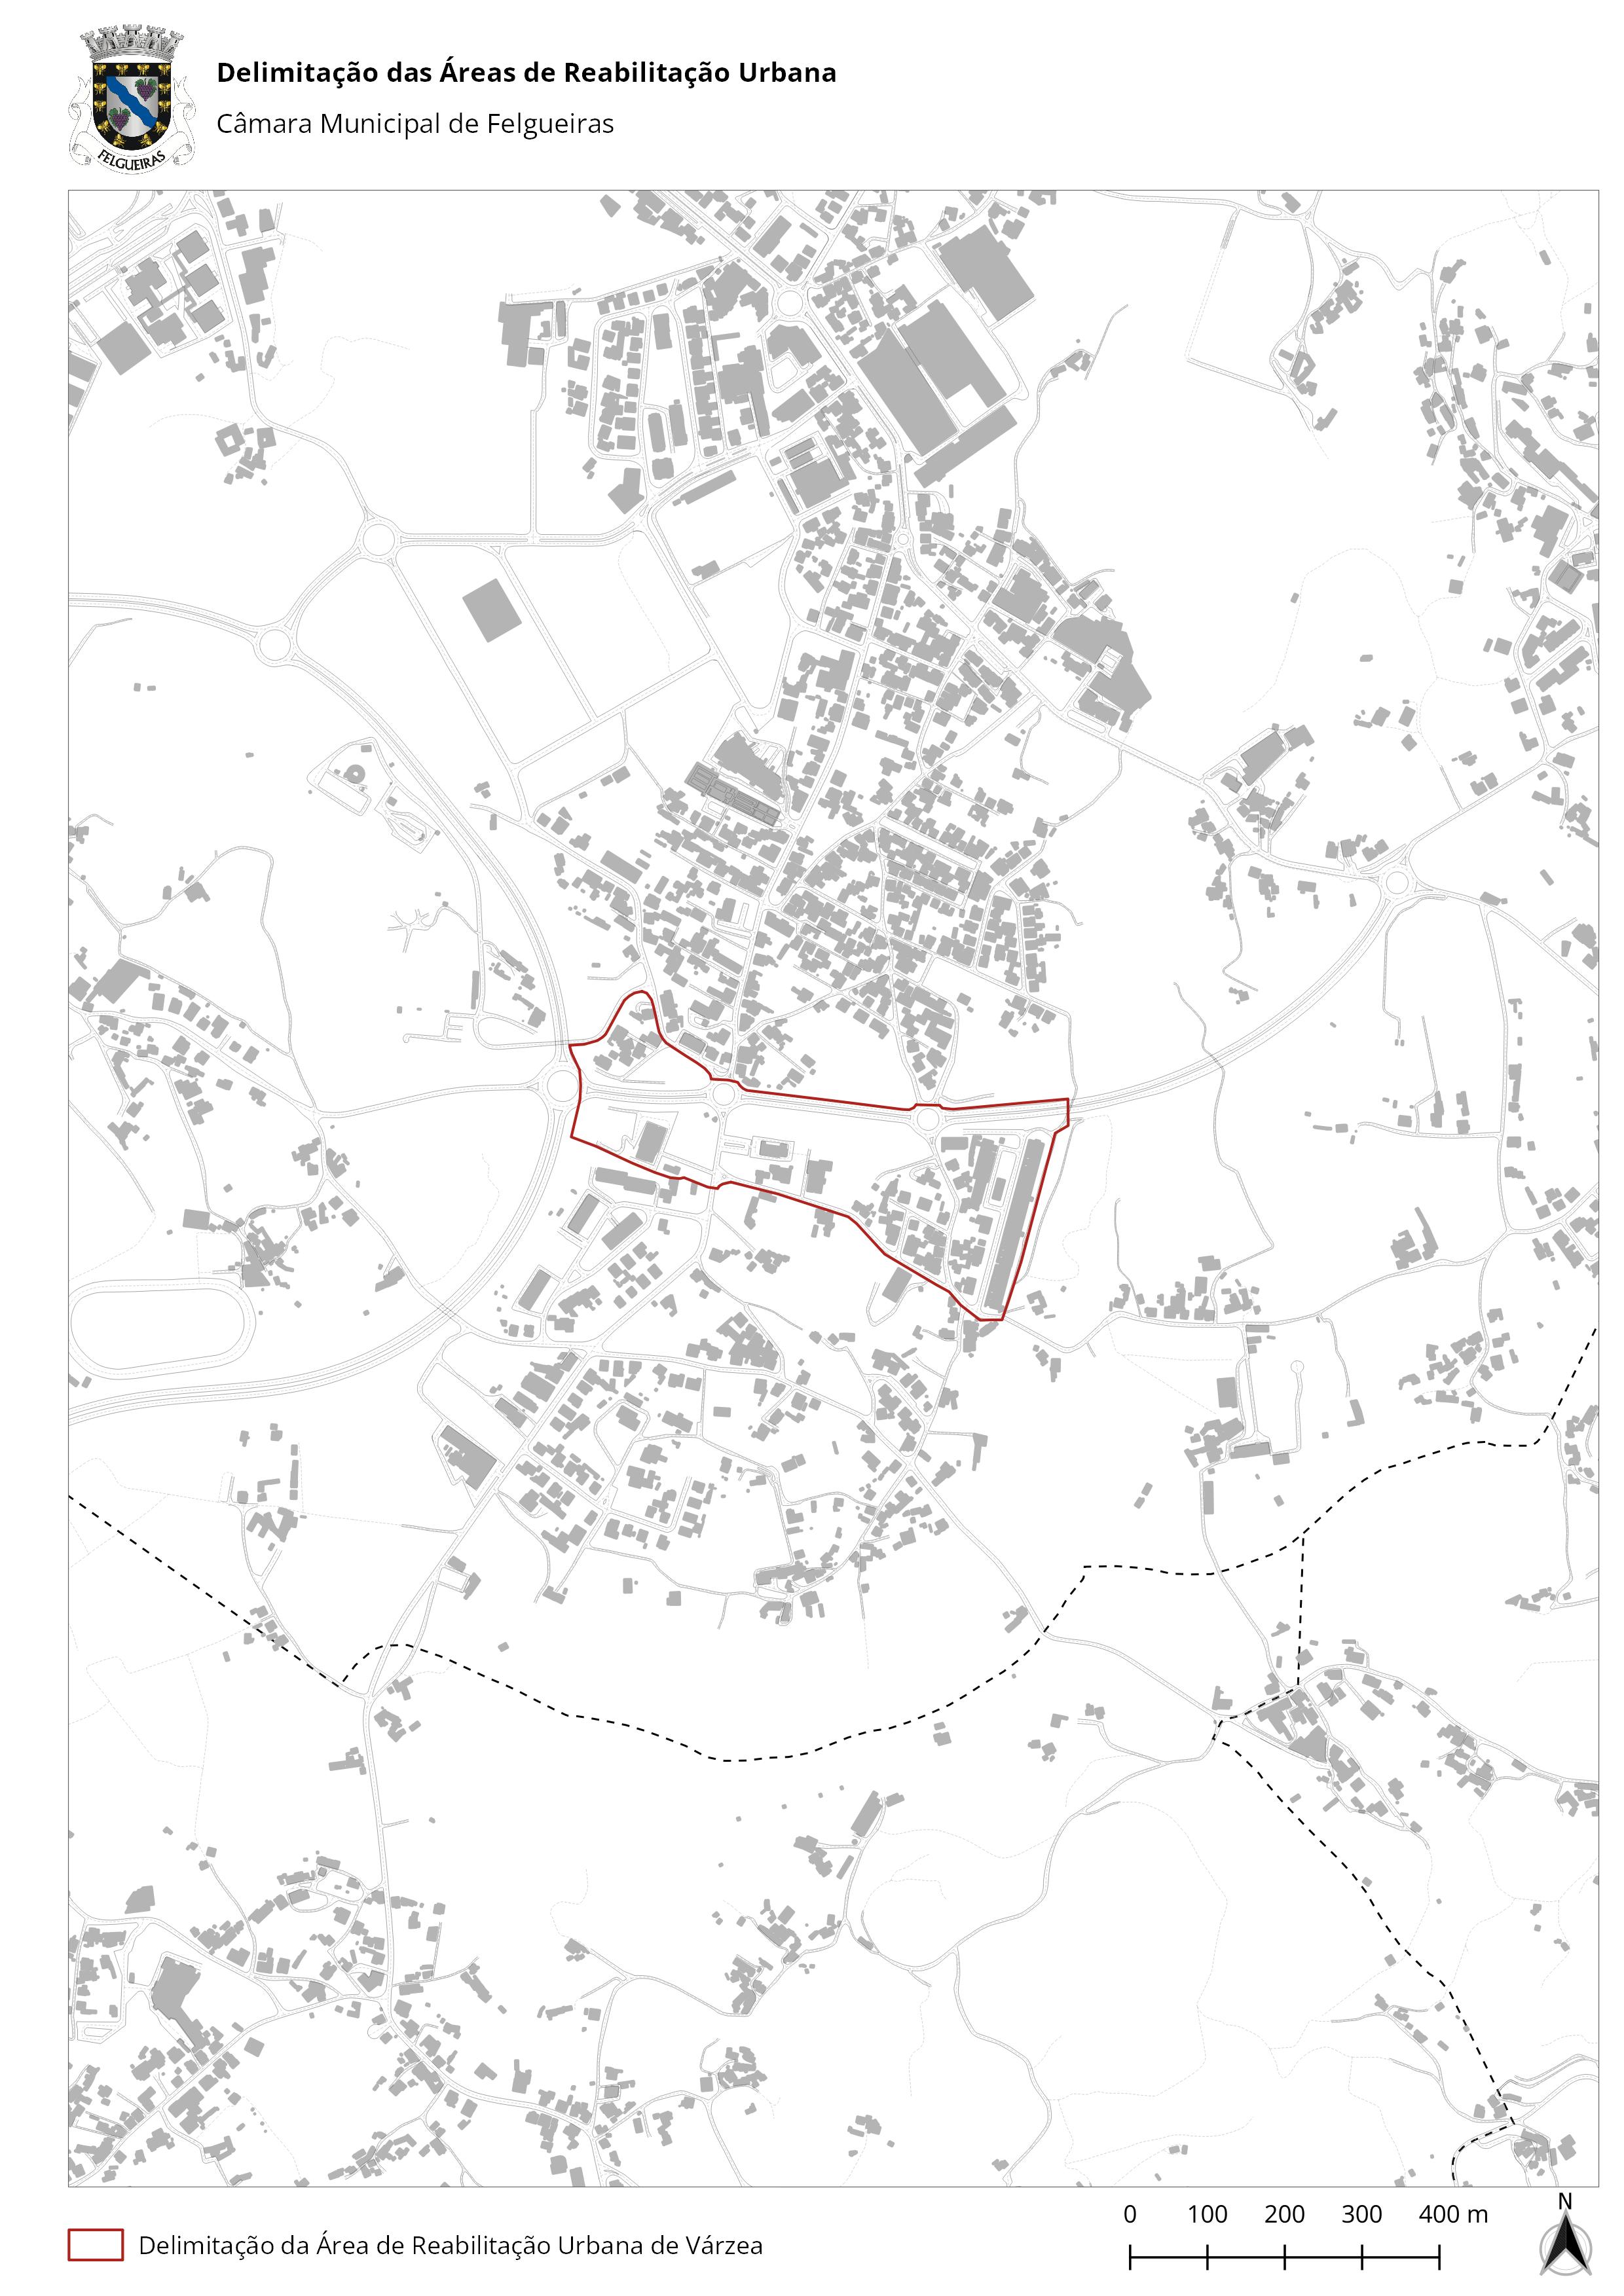 Delimitação das Áreas de Reabilitação Urbana
Câmara Municipal de Felgueiras
FELGUEIRAS
Delimitação da Área de Reabilitação Urbana de Várzea
0 100 200 300 400 m
N